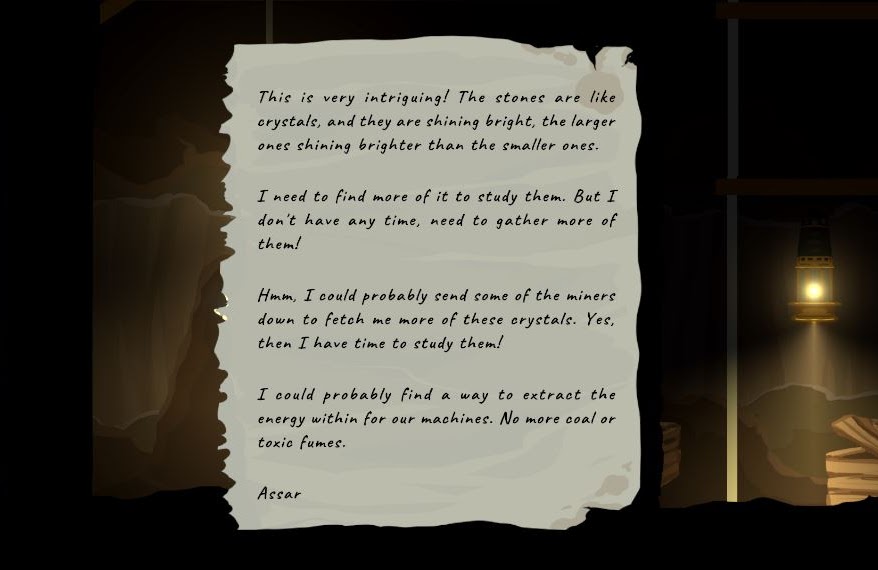 This is very intriguing! The stones are like
crystals, and they are shining bright, the larger
ones shining brighter than the smaller ones.
I need to find more of it to study them. But I
don't have any time, need to gather more of
them!
Hmm, I could probably send some of the miners
down to fetch me more of these crystals. Yes,
then I have time to study them!
I could probably find a way to extract the
energy within for our machines. No more coal or
toxic fumes.
Assar